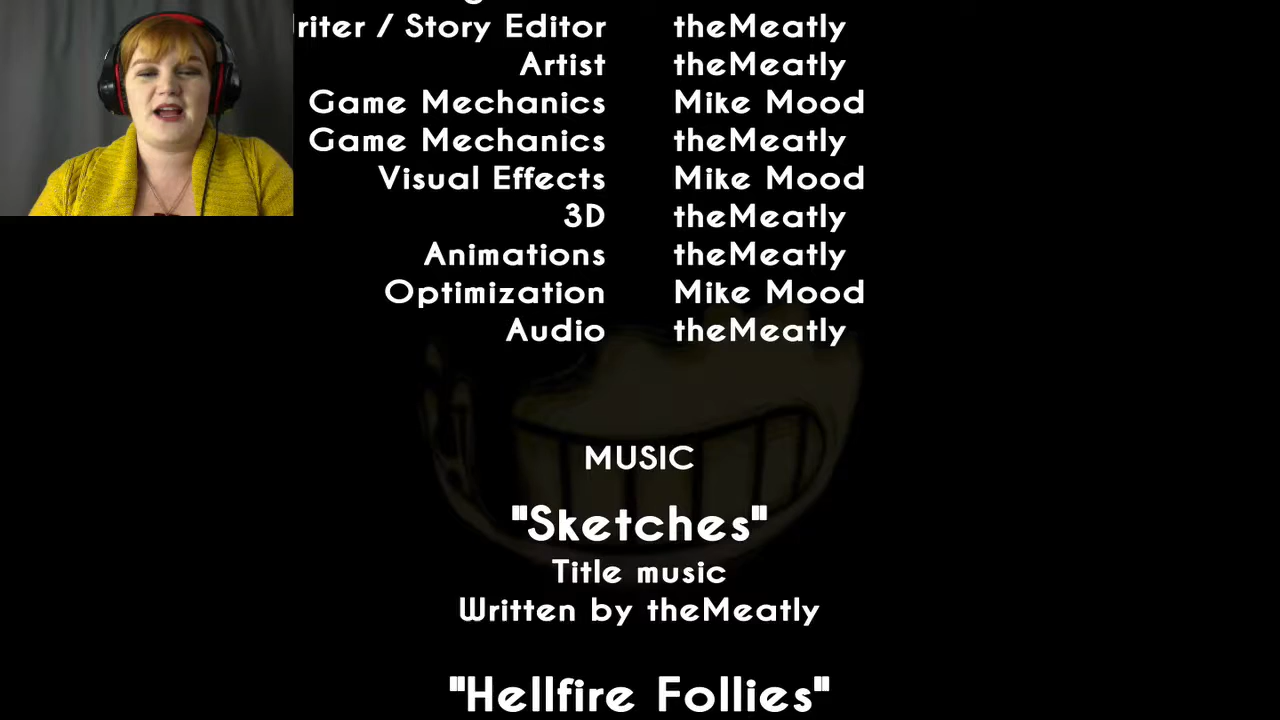 riter / Story Editor theMeatly
Artist theMeatly
Game Mechanics Mike Mood
Game Mechanics theMeatly
Visual Effects Mike Mood
3D theMeatly
Animations theMeatly
Optimization Mike Mood
Audio theMeatly
MUSIC
"Sketches"
Title music
Written by theMeatly
"Hellfire Follies"